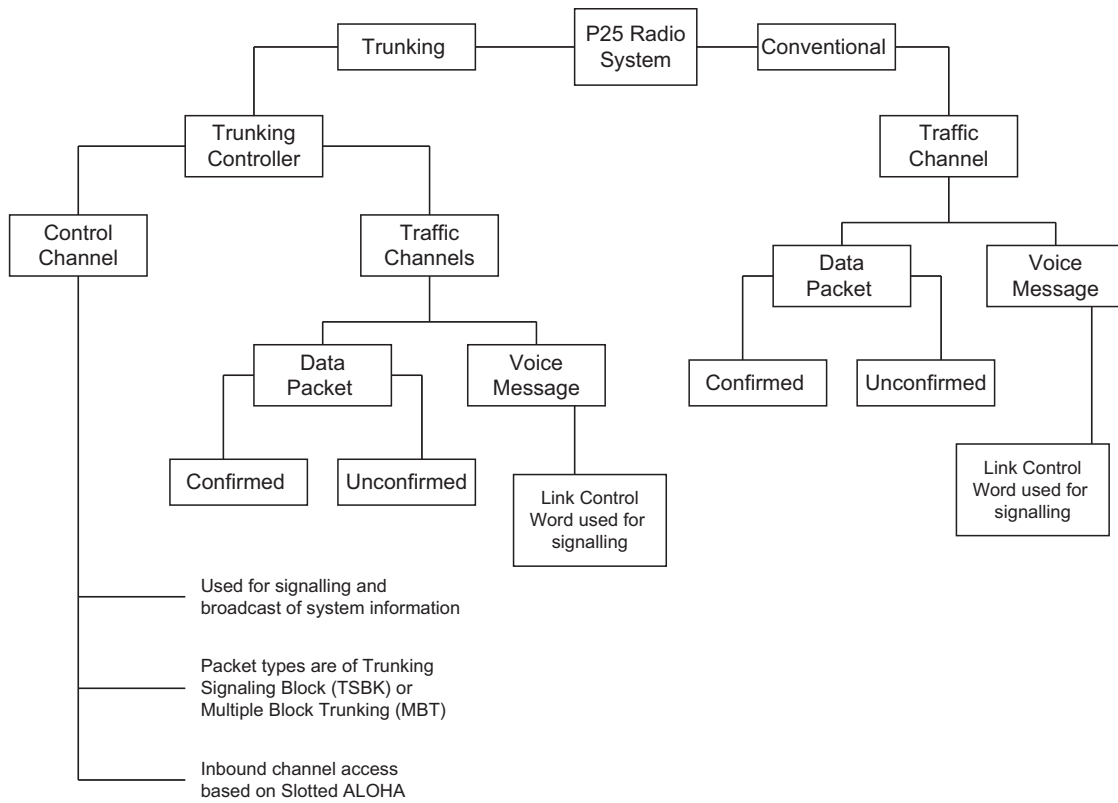 P25 Radio
System
Trunking
Conventional
Trunking
Controller
Traffic
Channel
Control
Channel
Traffic
Channels
Data
Packet
Voice
Message
Data
Packet
Voice
Message
Confirmed
Unconfirmed
Confirmed
Unconfirmed
Link Control
Word used for
signalling
Link Control
Word used for
signalling
Used for signalling and
broadcast of system information
Packet types are of Trunking
Signaling Block (TSBK) or
Multiple Block Trunking (MBT)
Inbound channel access
based on Slotted ALOHA